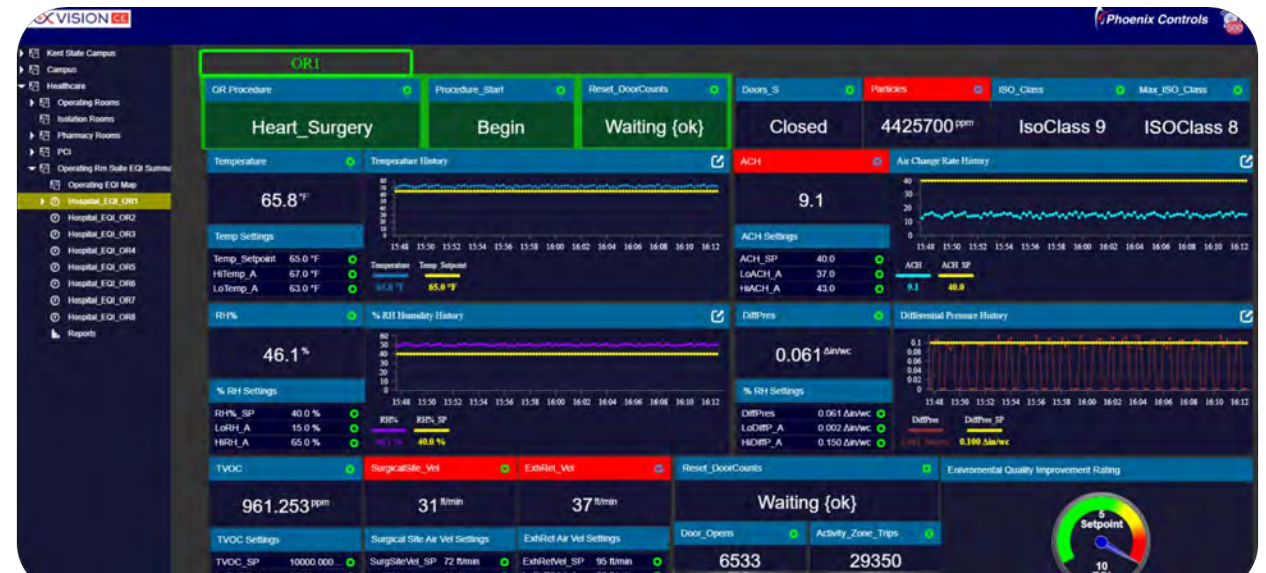 VISION CE
Phoenix Controls
Kent State Campus
Campus
Healthcare
Operating Rooms
Isolation Rooms
Pharmacy Rooms
PCI
Operating Rm Suite EQI Summa
Operating EQI Map
Hospital_EQI_OR1
Hospital_EQI_OR2
Hospital_EQI_OR3
Hospital_EQI_OR4
Hospital_EQI_OR5
Hospital_EQI_OR6
Hospital_EQI_OR7
Hospital_EQI_OR8
Reports
OR1
OR Procedure
Heart_Surgery
Procedure_Start
Begin
Reset_DoorCounts
Waiting {ok}
Doors_S
Closed
Particles
4425700 ppm
ISO_Class
IsoClass 9
Max_ISO_Class
ISOClass 8
Temperature
65.8 °F
Temp Settings
Temp_Setpoint 65.0 °F
HiTemp_A 67.0 °F
LoTemp_A 63.0 °F
Temperature History
15:48 15:50 15:52 15:54 15:56 15:58 16:00 16:02 16:04 16:06 16:08 16:10 16:12
Temperature Temp Setpoint
65.8 °F 65.0 °F
ACH
9.1
ACH Settings
ACH_SP 40.0
LoACH_A 37.0
HiACH_A 43.0
Air Change Rate History
40
30
20
10
0
15:48 15:50 15:52 15:54 15:56 15:58 16:00 16:02 16:04 16:06 16:08 16:10 16:12
ACH ACH SP
9.1 40.0
RH%
46.1 %
% RH Settings
RH%_SP 40.0 %
LoRH_A 15.0 %
HiRH_A 65.0 %
% RH Humidity History
60
50
40
30
20
10
0
15:48 15:50 15:52 15:54 15:56 15:58 16:00 16:02 16:04 16:06 16:08 16:10 16:12
RH% RH%_SP
46.1 % 40.0 %
DiffPres
0.061 Δin/wc
% RH Settings
DiffPres 0.061 Δin/wc
LoDiffP_A 0.002 Δin/wc
HiDiffP_A 0.150 Δin/wc
Differential Pressure History
0.1
0.08
0.06
0.04
0.02
0
15:48 15:50 15:52 15:54 15:56 15:58 16:00 16:02 16:04 16:06 16:08 16:10 16:12
DiffPres DiffPres_SP
0.061 Δin/wc 0.100 Δin/wc
TVOC
961.253 ppm
TVOC Settings
TVOC_SP 10000.000...
SurgicalSite_Vel
31 ft/min
Surgical Site Air Vel Settings
SurgSiteVel_SP 72 ft/min
ExhRet_Vel
37 ft/min
ExhRet Air Vel Settings
ExhRetVel_SP 95 ft/min
Reset_DoorCounts
Waiting {ok}
Door_Opens
6533
Activity_Zone_Trips
29350
Enviromental Quality Improvement Rating
5
Setpoint
10